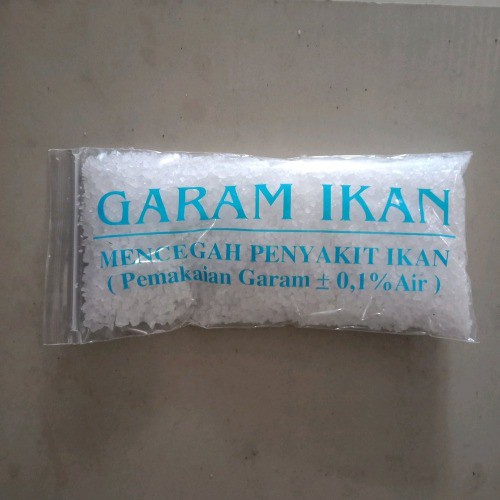 GARAM IKAN
MENCEGAH PENYAKIT IKAN
( Pemakaian Garam ± 0,1% Air )